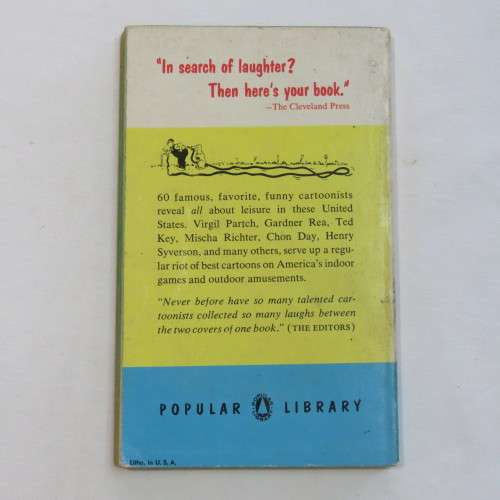 "In search of laughter?
Then here's your book."
—The Cleveland Press
60 famous, favorite, funny cartoonists
reveal all about leisure in these United
States. Virgil Partch, Gardner Rea, Ted
Key, Mischa Richter, Chon Day, Henry
Syverson, and many others, serve up a regu-
lar riot of best cartoons on America's indoor
games and outdoor amusements.
"Never before have so many talented car-
toonists collected so many laughs between
the two covers of one book." (THE EDITORS)
POPULAR LIBRARY
Litho. in U.S.A.